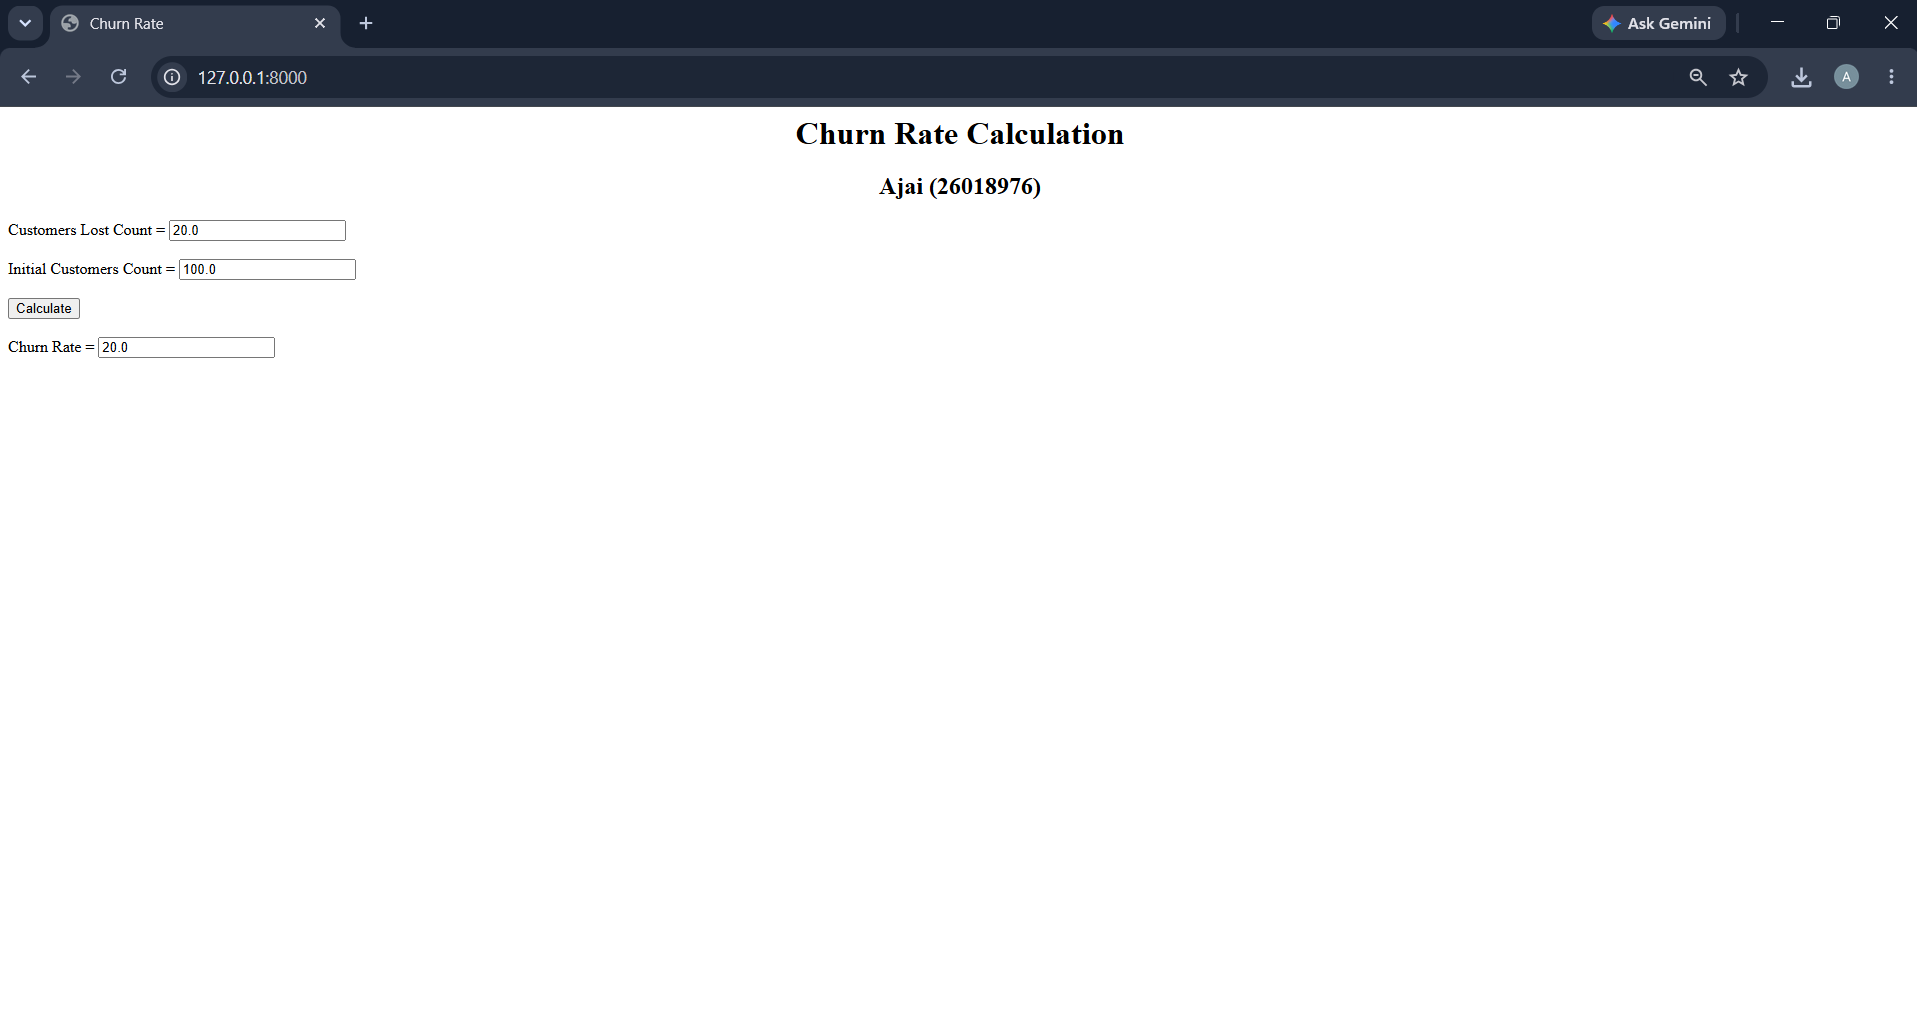 Churn Rate
Ask Gemini
127.0.0.1:8000
A
Churn Rate Calculation
Ajai (26018976)
Customers Lost Count = 20.0
Initial Customers Count = 100.0
Calculate
Churn Rate = 20.0